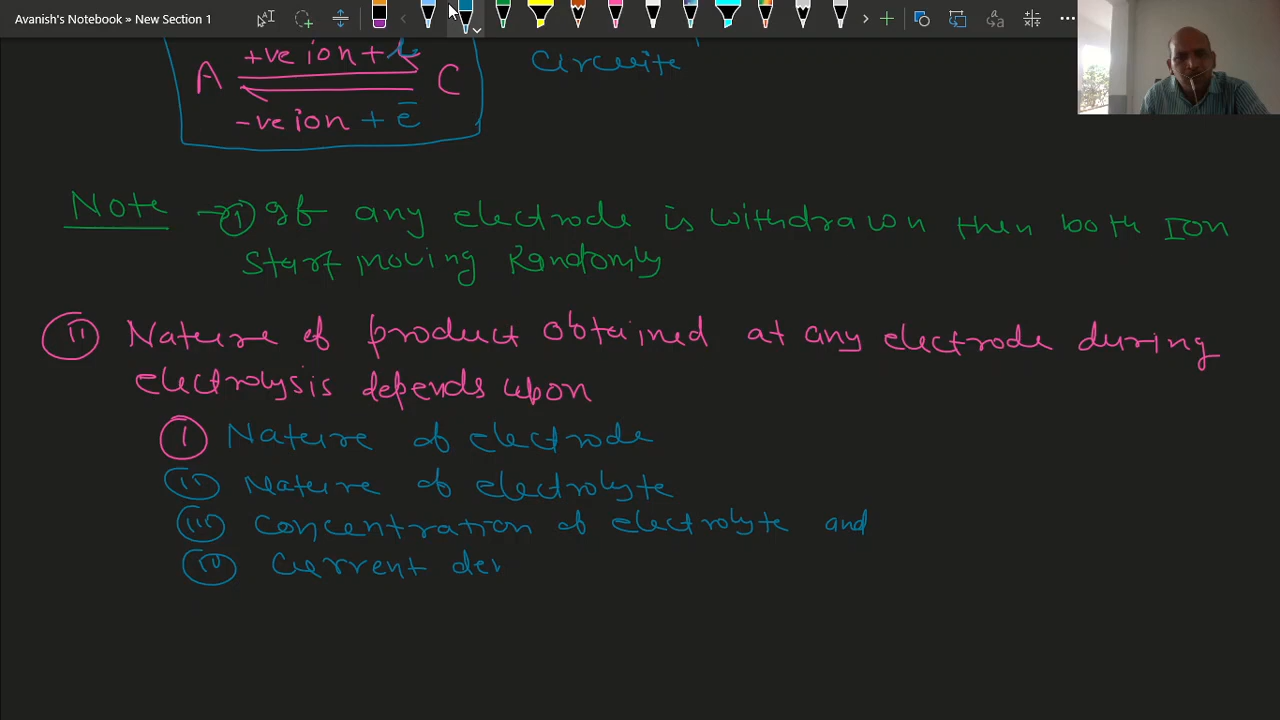 Avanish's Notebook » New Section 1
+ve ion +
A C
circuite
-ve ion + e̅
Note → ① If any electrode is withdrawn then both Ion
start moving Randomly
ii Nature of product obtained at any electrode during
electrolysis depends upon
i Nature of electrode
ii Nature of electrolyte
iii Concentration of electrolyte and
iv Current den